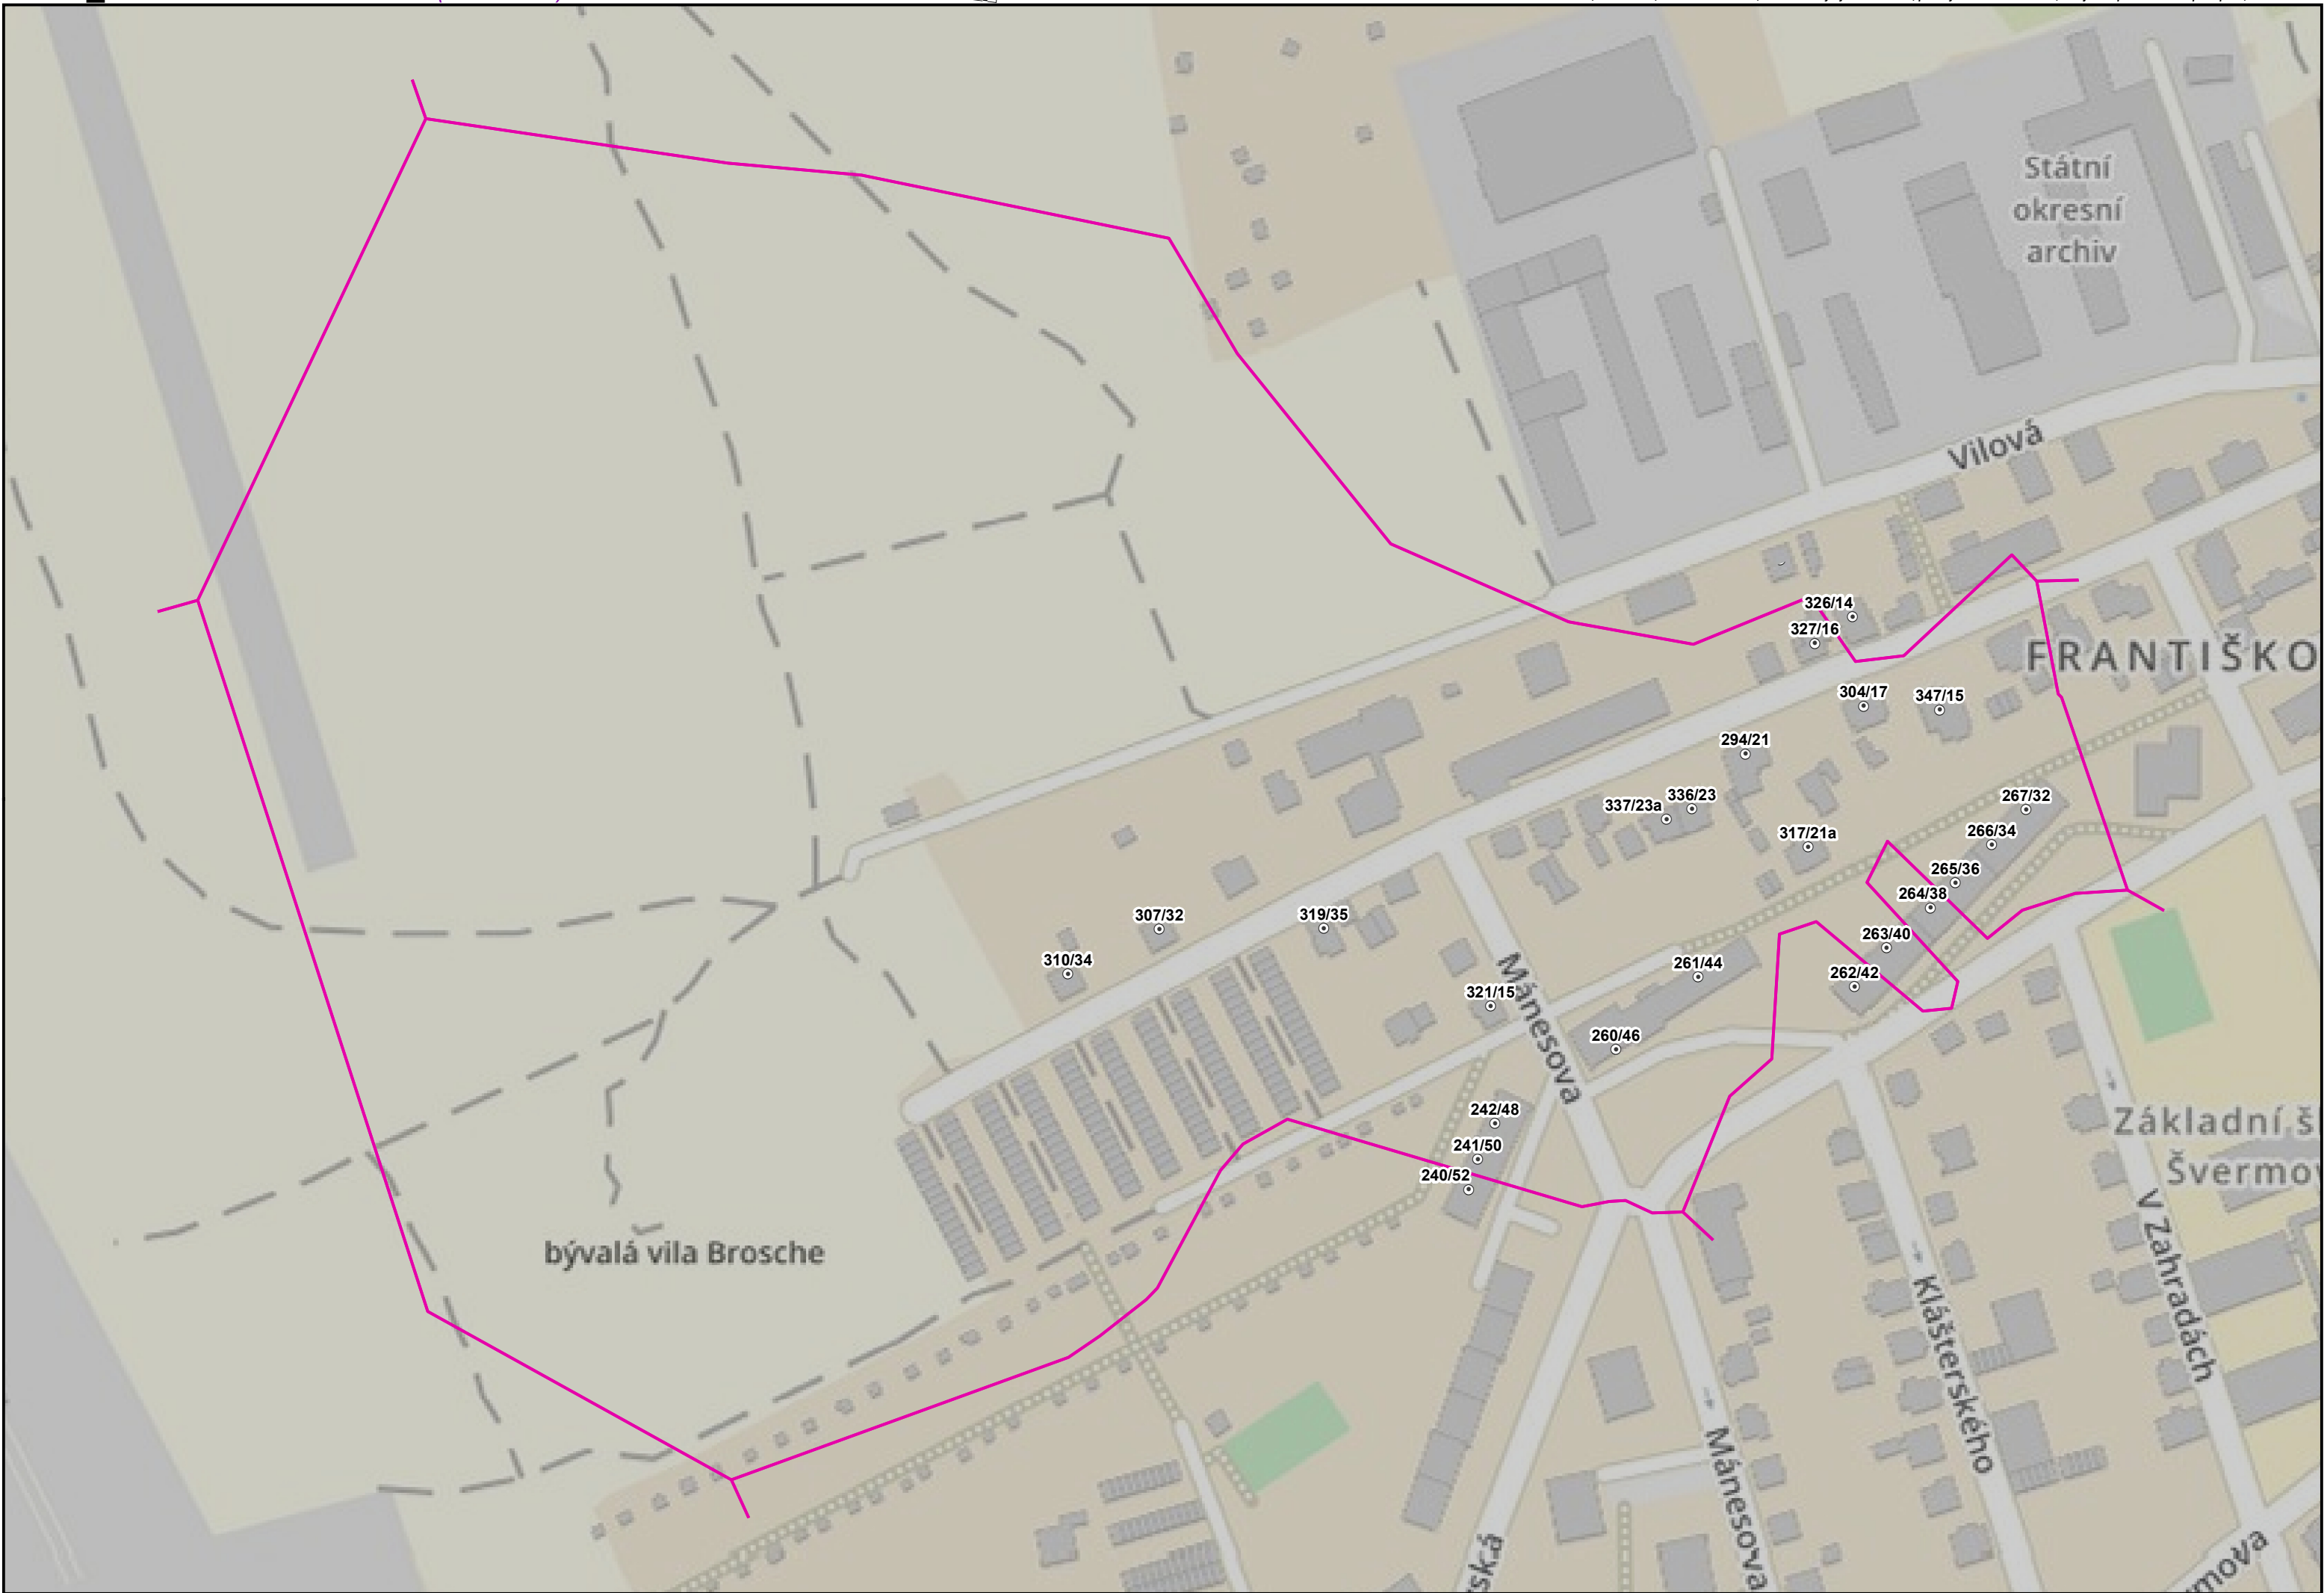 Státní
okresní
archiv
Vilová
326/14
327/16
FRANTIŠKO
304/17
347/15
294/21
337/23a
336/23
267/32
317/21a
266/34
265/36
264/38
307/32
319/35
263/40
310/34
261/44
262/42
321/15
Mánesova
260/46
242/48
Základní š
241/50
Švermov
240/52
V Zahradách
bývalá vila Brosche
Klášterského
Mánesova
ská
mova